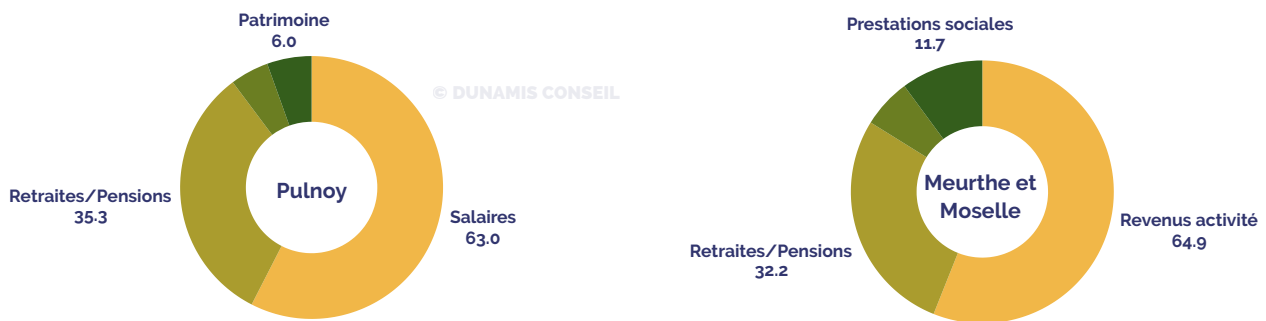 Patrimoine
6.0
© DUNAMIS CONSEIL
Retraites/Pensions
35.3
Pulnoy
Salaires
63.0
Prestations sociales
11.7
Meurthe et
Moselle
Retraites/Pensions
32.2
Revenus activité
64.9